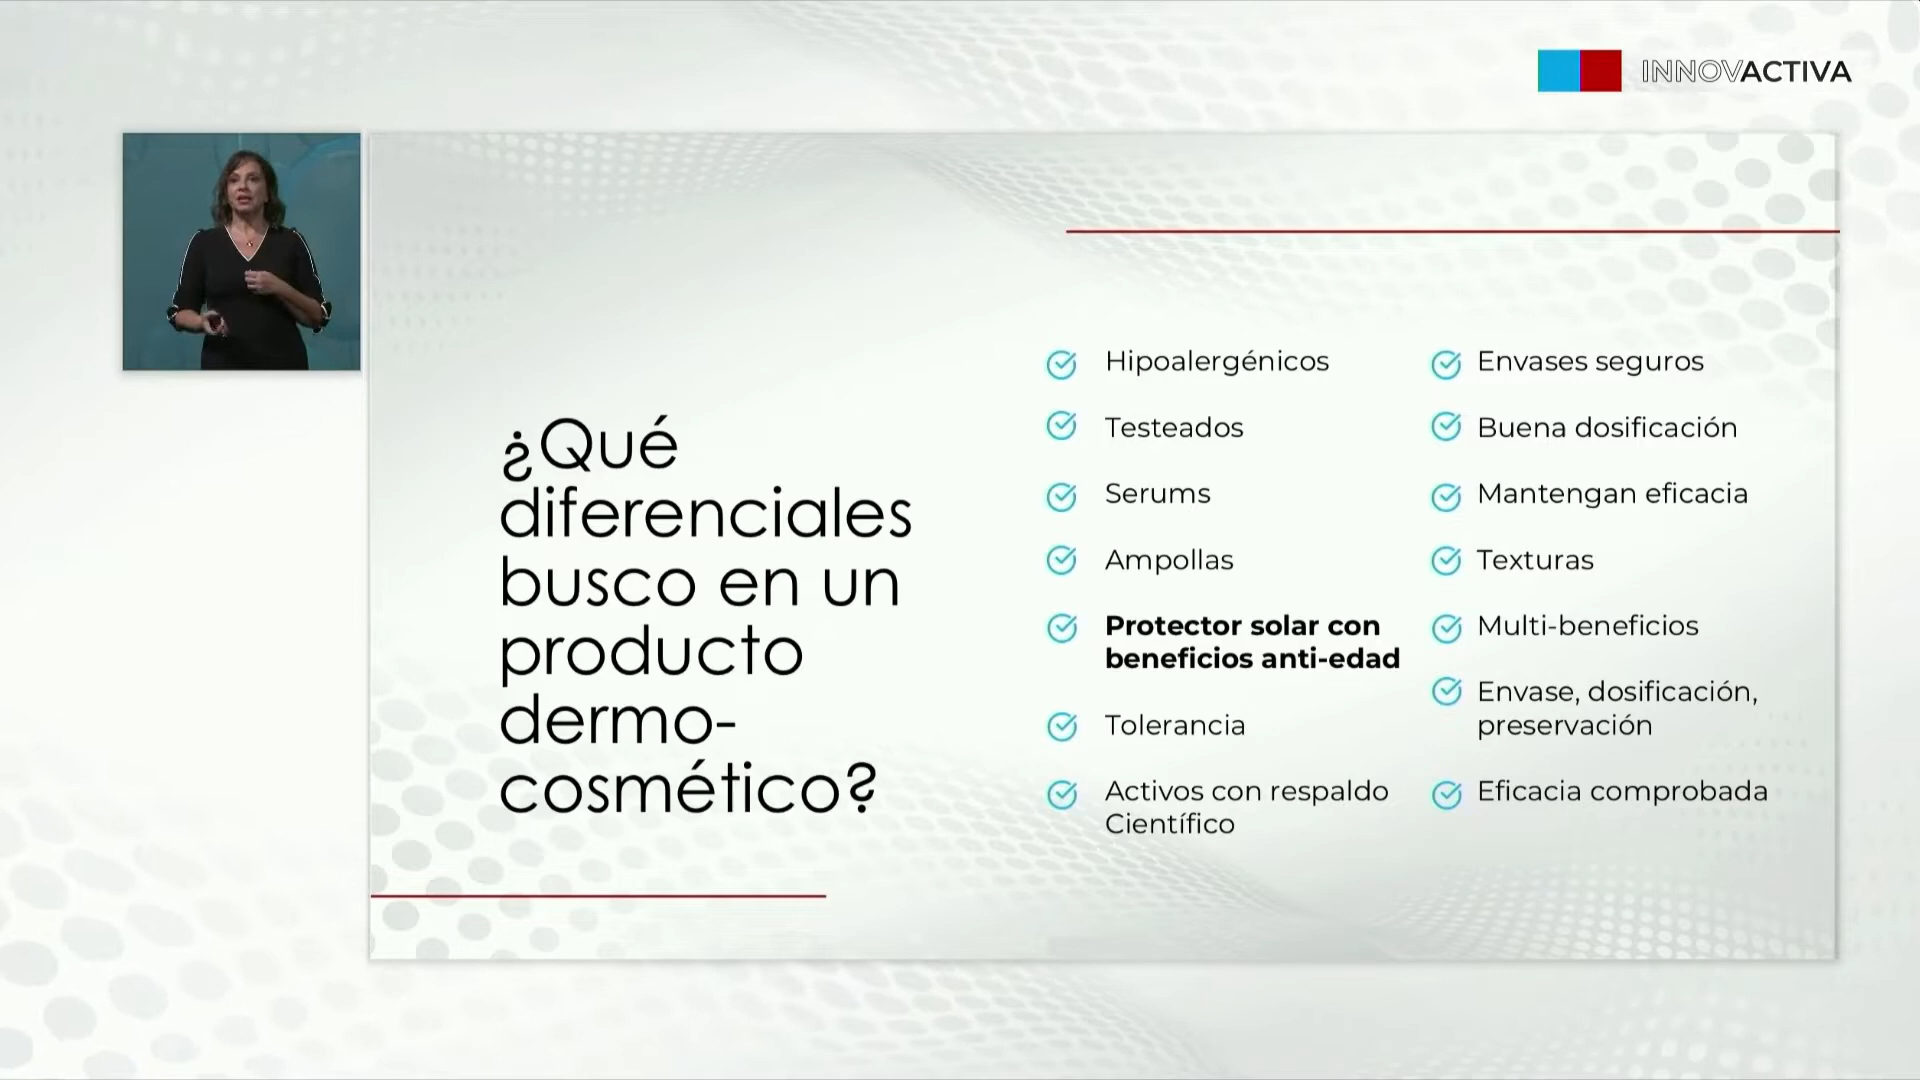 INNOVACTIVA
¿Qué
diferenciales
busco en un
producto
dermo-
cosmético?
Hipoalergénicos
Testeados
Serums
Ampollas
Protector solar con
beneficios anti-edad
Tolerancia
Activos con respaldo
Científico
Envases seguros
Buena dosificación
Mantengan eficacia
Texturas
Multi-beneficios
Envase, dosificación,
preservación
Eficacia comprobada